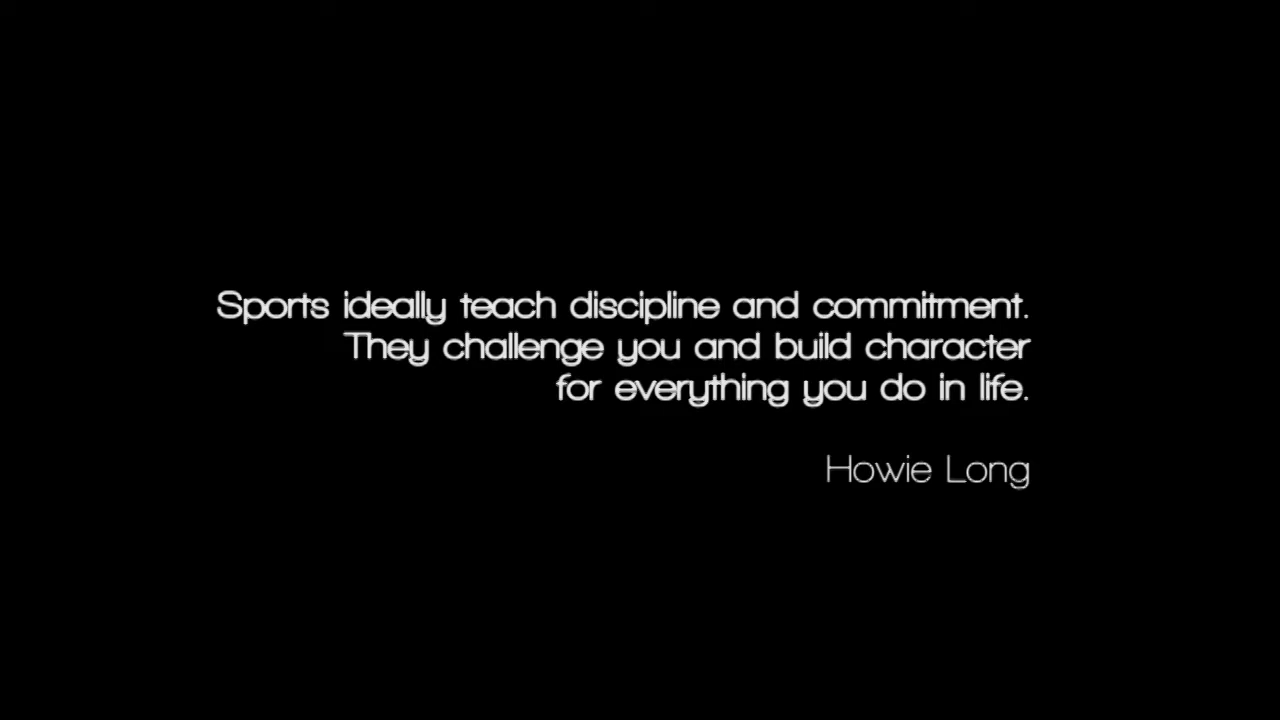 Sports ideally teach discipline and commitment.
They challenge you and build character
for everything you do in life.
Howie Long